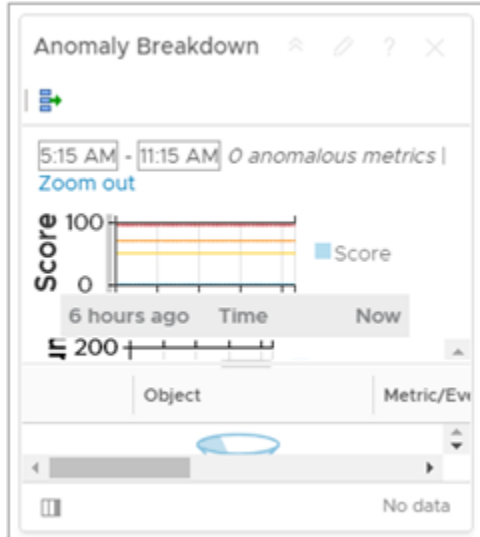 Anomaly Breakdown ?
5:15 AM - 11:15 AM 0 anomalous metrics |
Zoom out
Score
100
0
Score
6 hours ago Time Now
200
Object Metric/Eve
No data